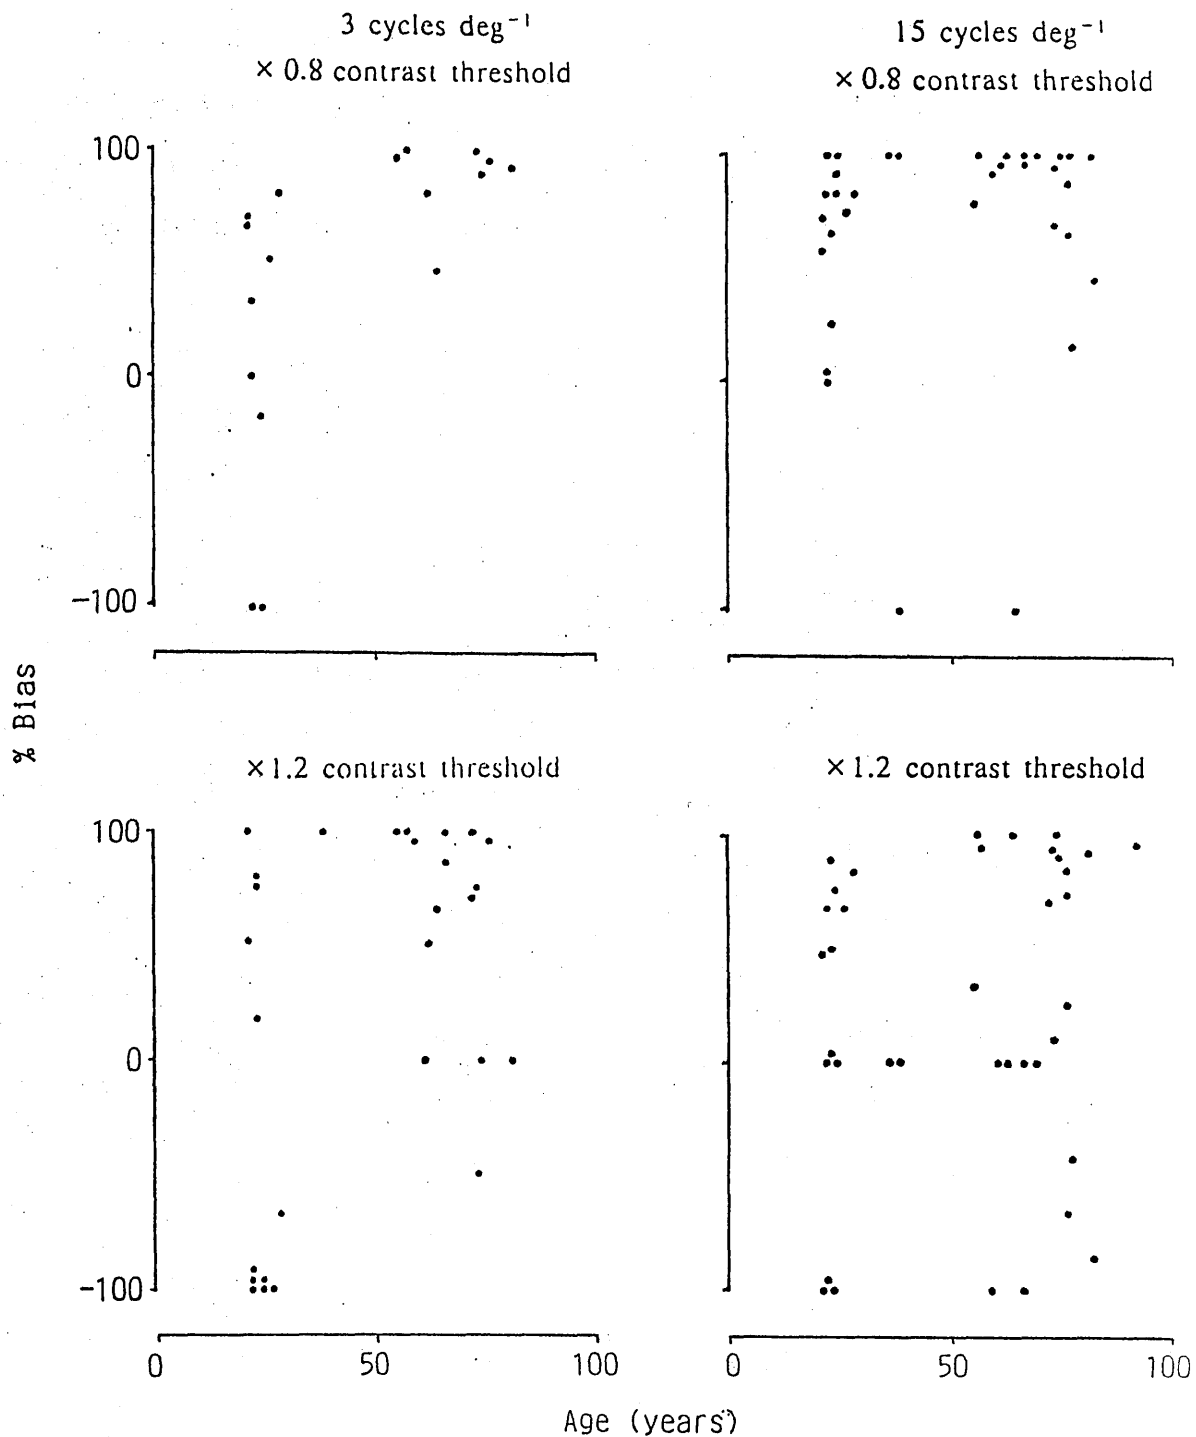 3 cycles deg⁻¹
× 0.8 contrast threshold
15 cycles deg⁻¹
× 0.8 contrast threshold
100
0
−100
% Bias
× 1.2 contrast threshold
× 1.2 contrast threshold
100
0
−100
0 50 100
0 50 100
Age (years)